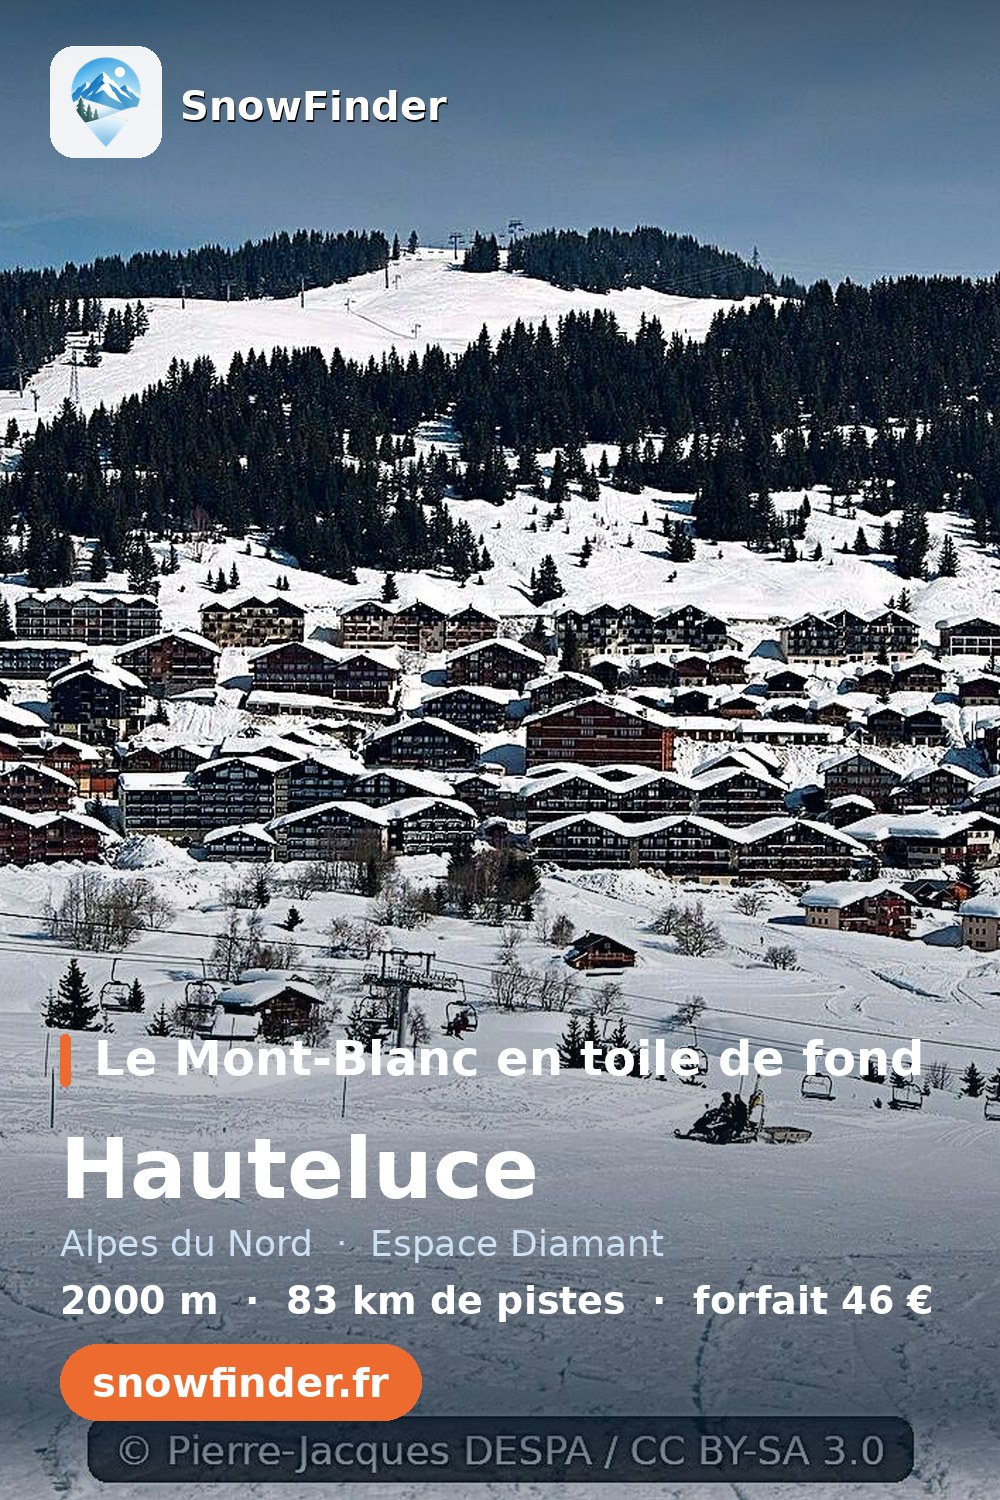 SnowFinder
Le Mont-Blanc en toile de fond
Hauteluce
Alpes du Nord · Espace Diamant
2000 m · 83 km de pistes · forfait 46 €
snowfinder.fr
© Pierre-Jacques DESPA / CC BY-SA 3.0